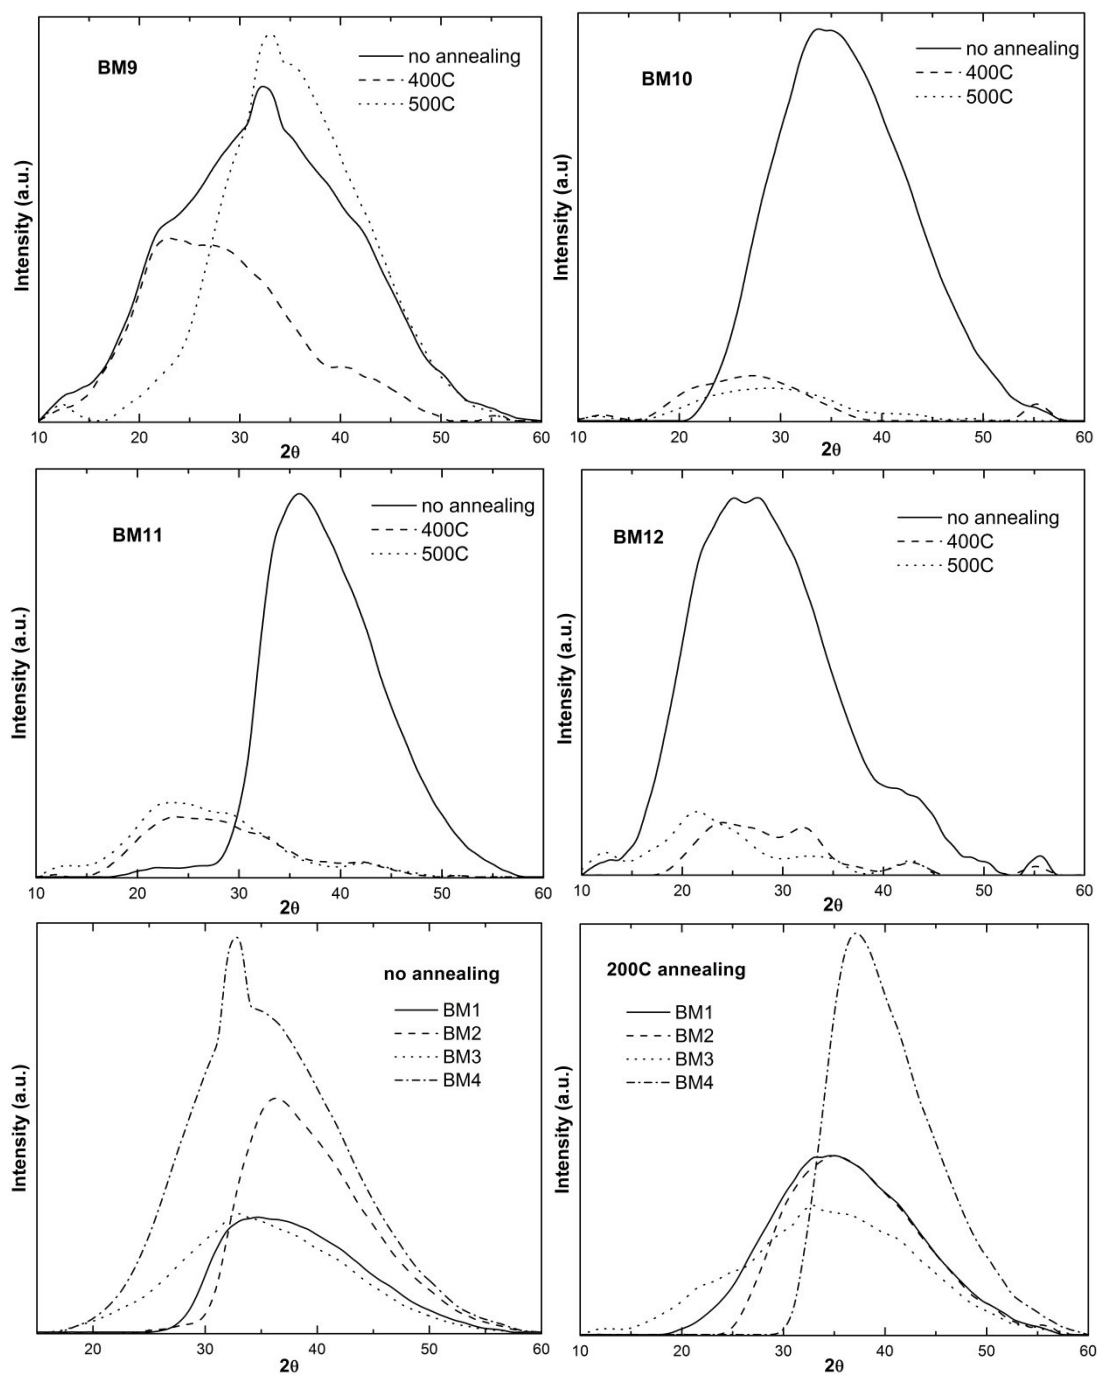 BM9
no annealing
400C
500C
Intensity (a.u.)
10 20 30 40 50 60
2θ
BM10
no annealing
400C
500C
Intensity (a.u)
10 20 30 40 50 60
2θ
BM11
no annealing
400C
500C
Intensity (a.u.)
10 20 30 40 50 60
2θ
BM12
no annealing
400C
500C
Intensity (a.u.)
10 20 30 40 50 60
2θ
no annealing
BM1
BM2
BM3
BM4
Intensity (a.u.)
20 30 40 50 60
2θ
200C annealing
BM1
BM2
BM3
BM4
Intensity (a.u.)
10 20 30 40 50 60
2θ